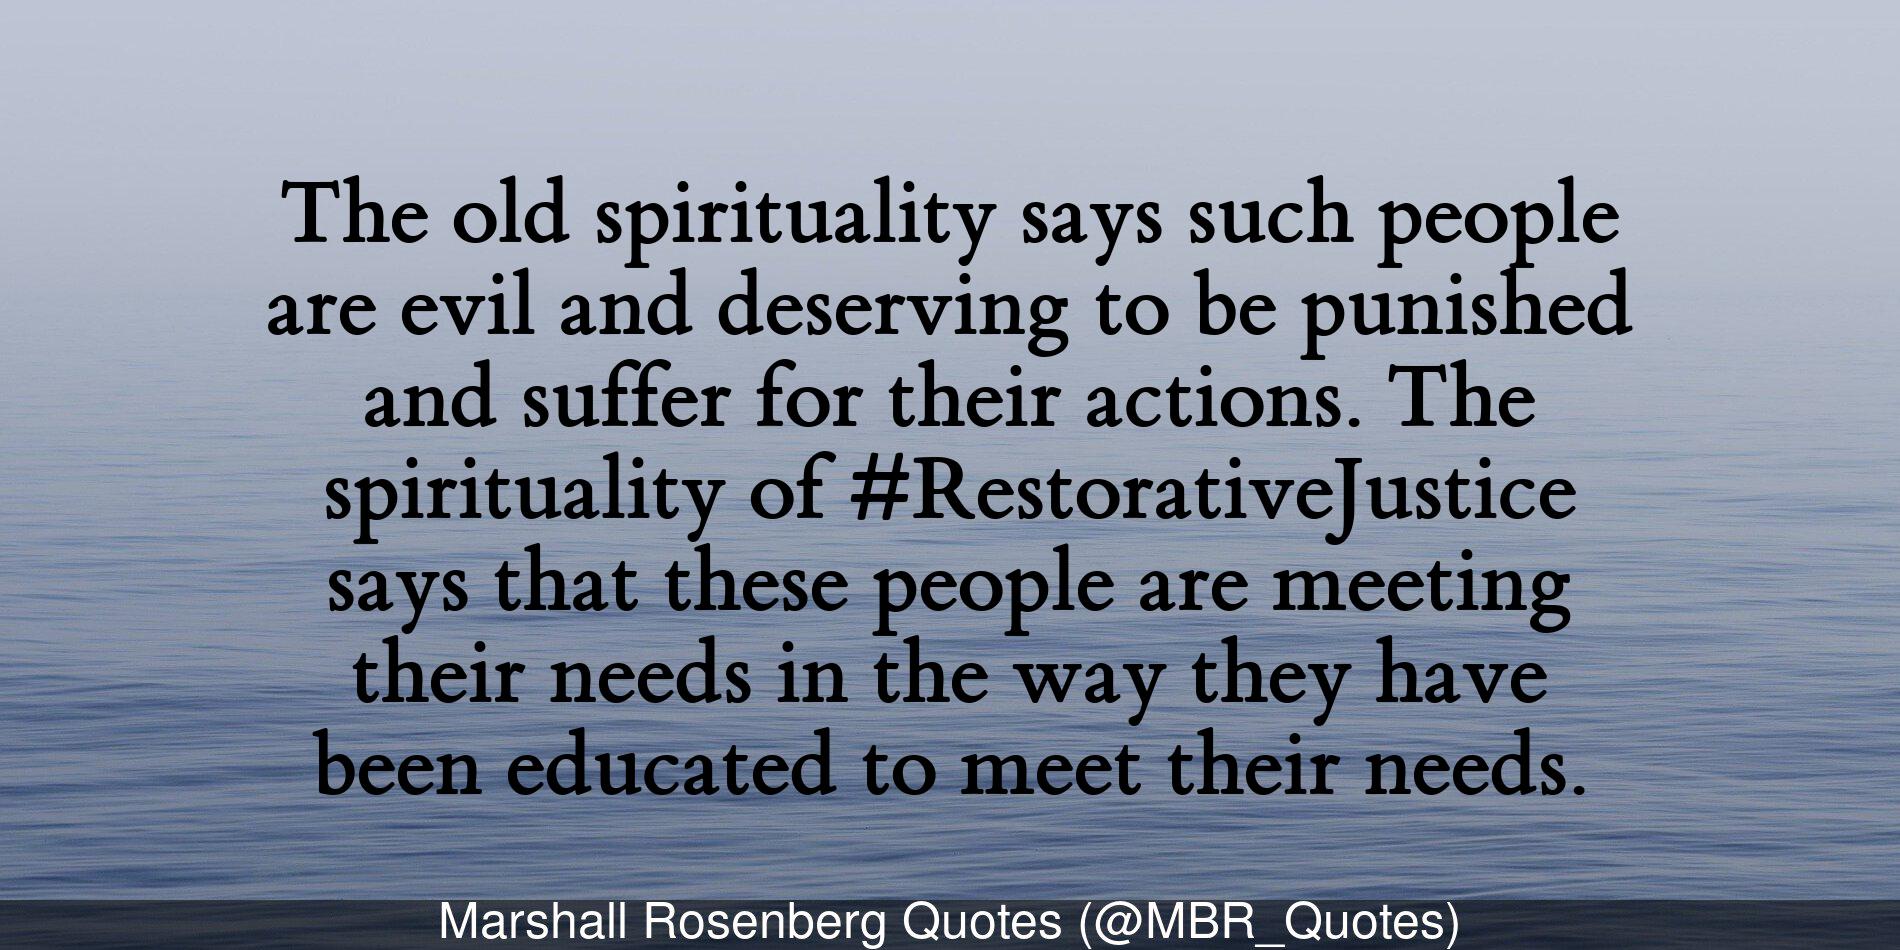 The old spirituality says such people
are evil and deserving to be punished
and suffer for their actions. The
spirituality of #RestorativeJustice
says that these people are meeting
their needs in the way they have
been educated to meet their needs.
Marshall Rosenberg Quotes (@MBR_Quotes)